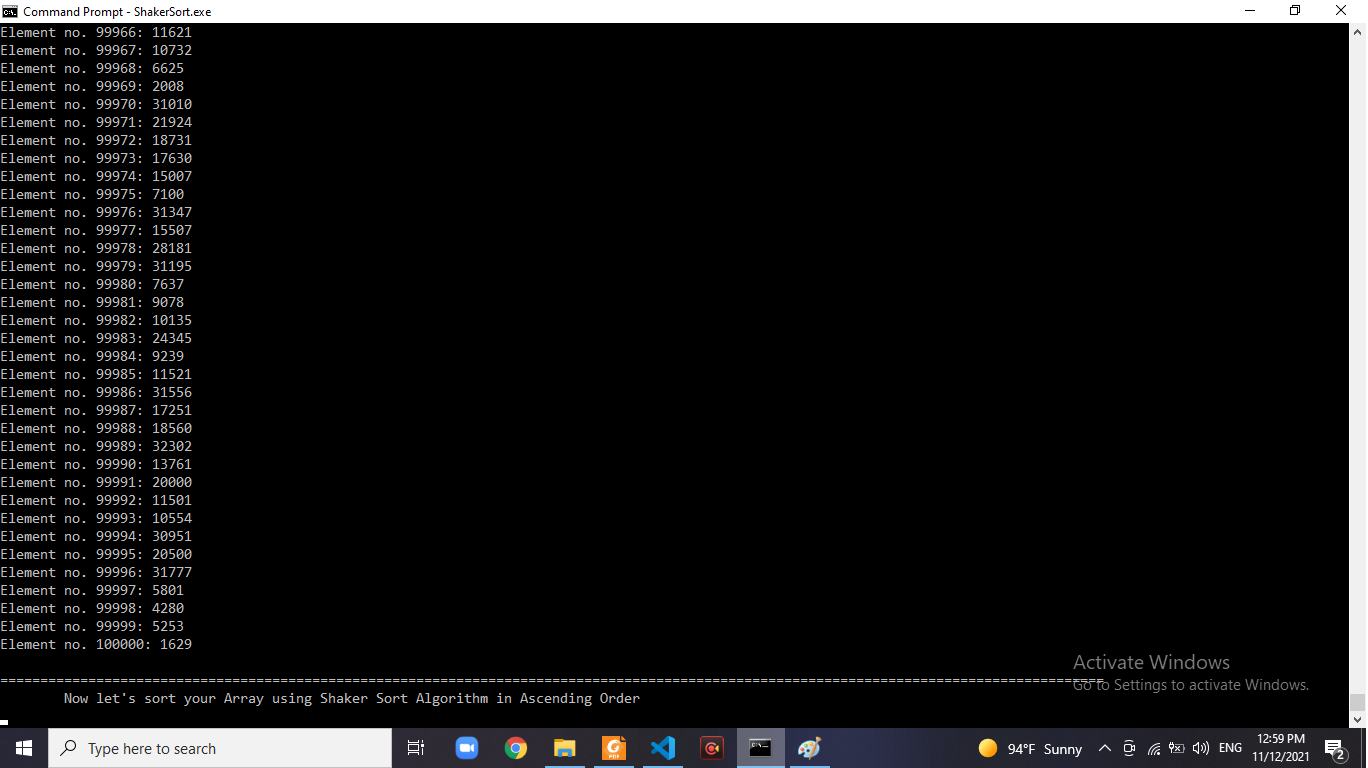 Command Prompt - ShakerSort.exe
Element no. 99966: 11621
Element no. 99967: 10732
Element no. 99968: 6625
Element no. 99969: 2008
Element no. 99970: 31010
Element no. 99971: 21924
Element no. 99972: 18731
Element no. 99973: 17630
Element no. 99974: 15007
Element no. 99975: 7100
Element no. 99976: 31347
Element no. 99977: 15507
Element no. 99978: 28181
Element no. 99979: 31195
Element no. 99980: 7637
Element no. 99981: 9078
Element no. 99982: 10135
Element no. 99983: 24345
Element no. 99984: 9239
Element no. 99985: 11521
Element no. 99986: 31556
Element no. 99987: 17251
Element no. 99988: 18560
Element no. 99989: 32302
Element no. 99990: 13761
Element no. 99991: 20000
Element no. 99992: 11501
Element no. 99993: 10554
Element no. 99994: 30951
Element no. 99995: 20500
Element no. 99996: 31777
Element no. 99997: 5801
Element no. 99998: 4280
Element no. 99999: 5253
Element no. 100000: 1629
==========================================================================================================================================
Now let's sort your Array using Shaker Sort Algorithm in Ascending Order
Activate Windows
Go to Settings to activate Windows.
Type here to search
94°F Sunny
ENG
12:59 PM
11/12/2021
2